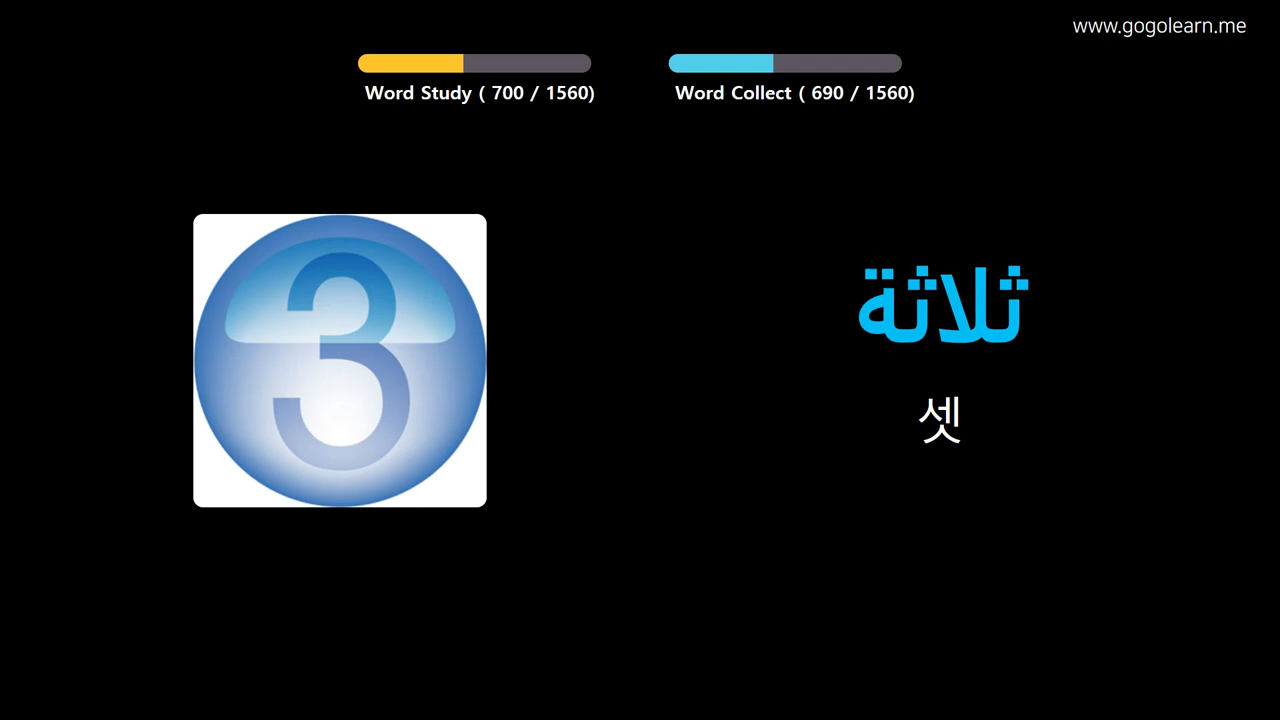 www.gogolearn.me
Word Study ( 700 / 1560)
Word Collect ( 690 / 1560)
3
ثلاثة
셋